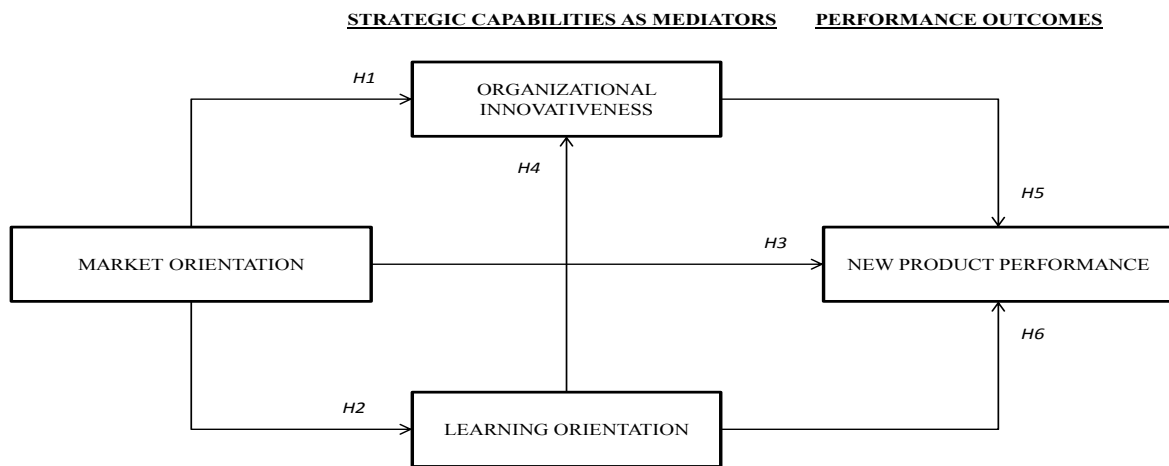 STRATEGIC CAPABILITIES AS MEDIATORS
PERFORMANCE OUTCOMES
H1
ORGANIZATIONAL
INNOVATIVENESS
H4
H5
MARKET ORIENTATION
H3
NEW PRODUCT PERFORMANCE
H6
H2
LEARNING ORIENTATION